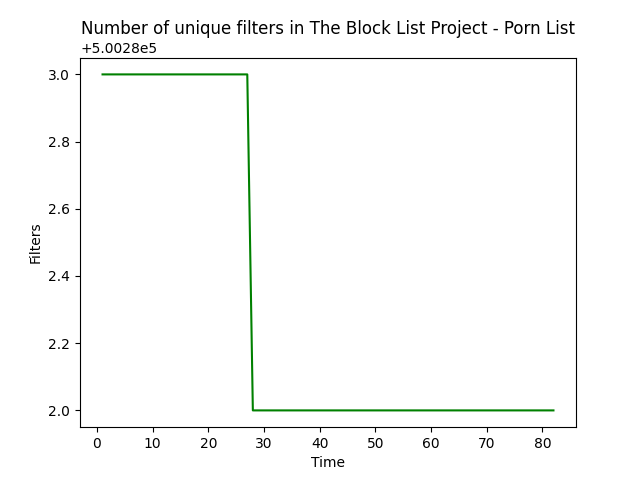 Number of unique filters in The Block List Project - Porn List
+5.0028e5
3.0
2.8
2.6
2.4
2.2
2.0
Filters
0 10 20 30 40 50 60 70 80
Time